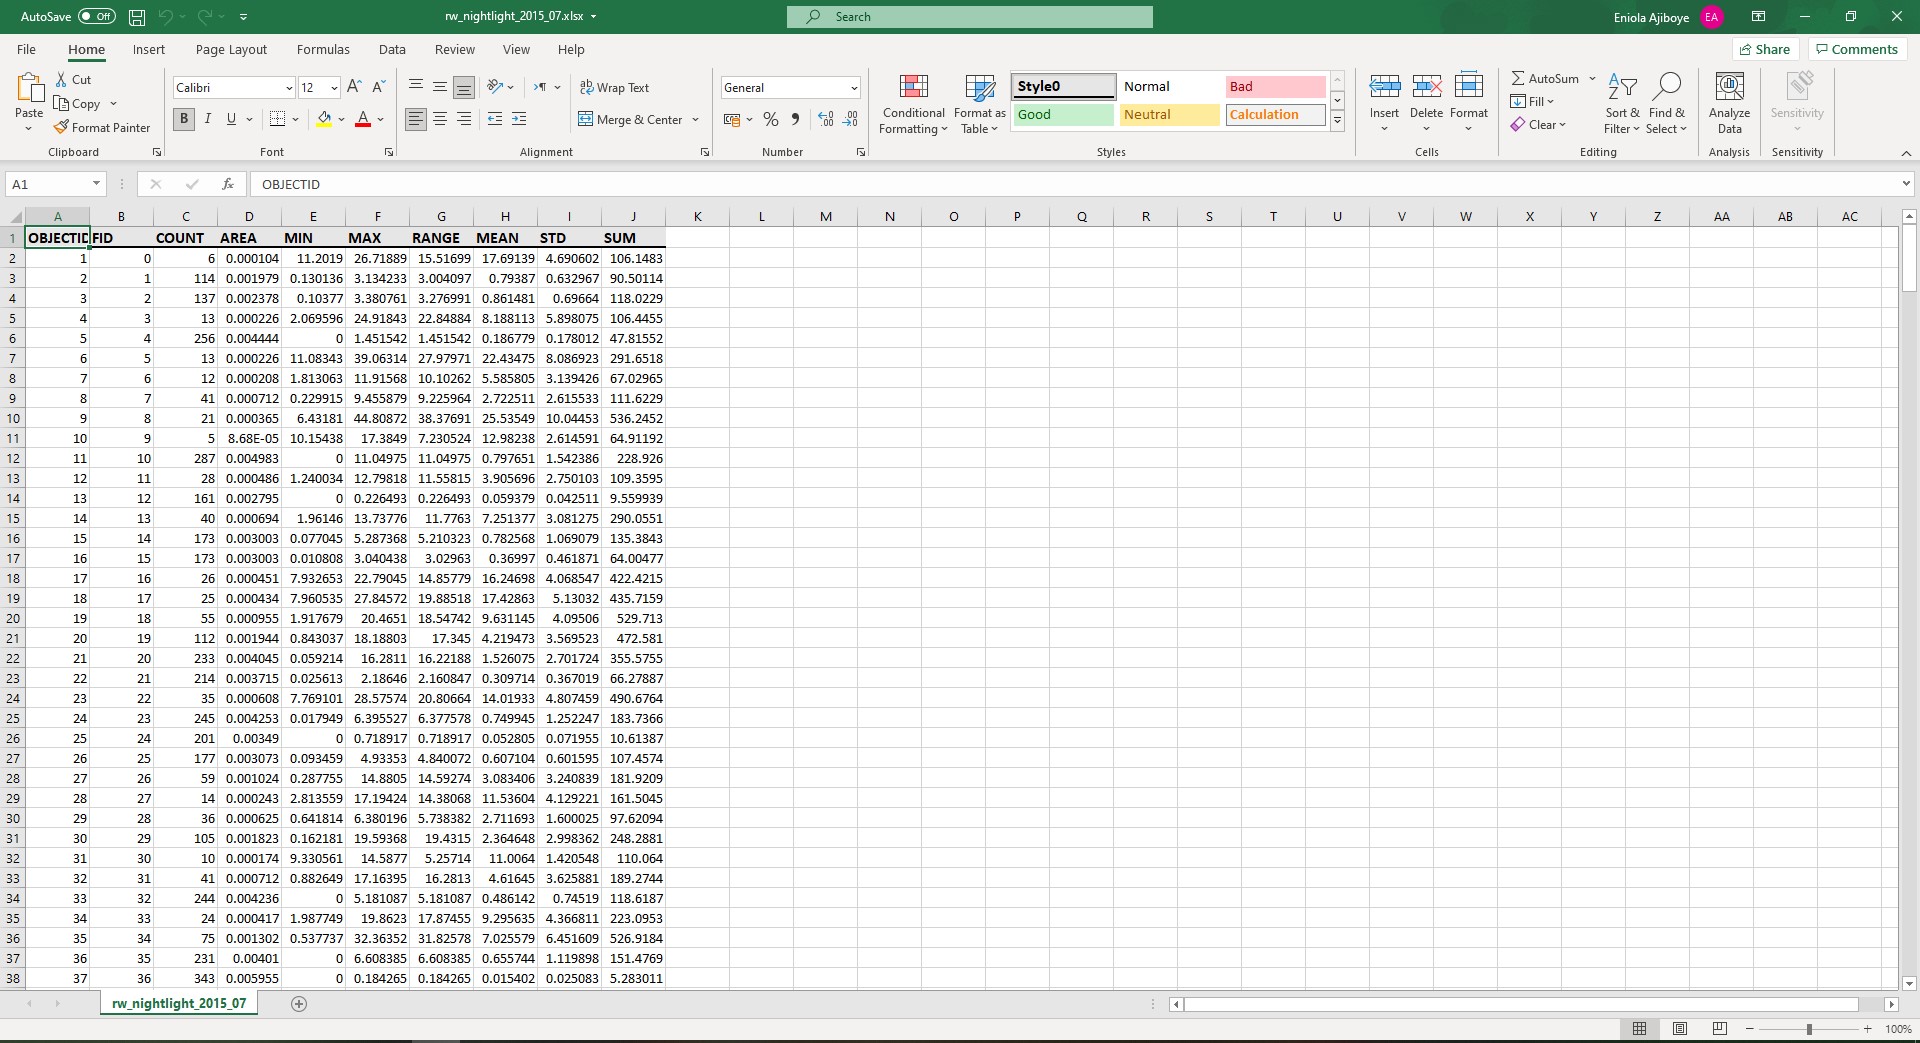 AutoSave Off rw_nightlight_2015_07.xlsx Search Eniola Ajiboye EA
File Home Insert Page Layout Formulas Data Review View Help Share Comments
Paste Cut Copy Format Painter Clipboard
Calibri 12 B I U A A A Font
Wrap Text Merge & Center Alignment
General % Number
Conditional Formatting Format as Table Style0 Normal Bad Good Neutral Calculation Styles
Insert Delete Format Cells
AutoSum Fill Clear Sort & Filter Find & Select Editing
Analyze Data Analysis Sensitivity Sensitivity
A1 fx OBJECTID
A B C D E F G H I J K L M N O P Q R S T U V W X Y Z AA AB AC
1 OBJECTID FID COUNT AREA MIN MAX RANGE MEAN STD SUM
2 1 0 6 0.000104 11.2019 26.71889 15.51699 17.69139 4.690602 106.1483
3 2 1 114 0.001979 0.130136 3.134233 3.004097 0.79387 0.632967 90.50114
4 3 2 137 0.002378 0.10377 3.380761 3.276991 0.861481 0.69664 118.0229
5 4 3 13 0.000226 2.069596 24.91843 22.84884 8.188113 5.898075 106.4455
6 5 4 256 0.004444 0 1.451542 1.451542 0.186779 0.178012 47.81552
7 6 5 13 0.000226 11.08343 39.06314 27.97971 22.43475 8.086923 291.6518
8 7 6 12 0.000208 1.813063 11.91568 10.10262 5.585805 3.139426 67.02965
9 8 7 41 0.000712 0.229915 9.455879 9.225964 2.722511 2.615533 111.6229
10 9 8 21 0.000365 6.43181 44.80872 38.37691 25.53549 10.04453 536.2452
11 10 9 5 8.68E-05 10.15438 17.3849 7.230524 12.98238 2.614591 64.91192
12 11 10 287 0.004983 0 11.04975 11.04975 0.797651 1.542386 228.926
13 12 11 28 0.000486 1.240034 12.79818 11.55815 3.905696 2.750103 109.3595
14 13 12 161 0.002795 0 0.226493 0.226493 0.059379 0.042511 9.559939
15 14 13 40 0.000694 1.96146 13.73776 11.7763 7.251377 3.081275 290.0551
16 15 14 173 0.003003 0.077045 5.287368 5.210323 0.782568 1.069079 135.3843
17 16 15 173 0.003003 0.010808 3.040438 3.02963 0.36997 0.461871 64.00477
18 17 16 26 0.000451 7.932653 22.79045 14.85779 16.24698 4.068547 422.4215
19 18 17 25 0.000434 7.960535 27.84572 19.88518 17.42863 5.13032 435.7159
20 19 18 55 0.000955 1.917679 20.4651 18.54742 9.631145 4.09506 529.713
21 20 19 112 0.001944 0.843037 18.18803 17.345 4.219473 3.569523 472.581
22 21 20 233 0.004045 0.059214 16.2811 16.22188 1.526075 2.701724 355.5755
23 22 21 214 0.003715 0.025613 2.18646 2.160847 0.309714 0.367019 66.27887
24 23 22 35 0.000608 7.769101 28.57574 20.80664 14.01933 4.807459 490.6764
25 24 23 245 0.004253 0.017949 6.395527 6.377578 0.749945 1.252247 183.7366
26 25 24 201 0.00349 0 0.718917 0.718917 0.052805 0.071955 10.61387
27 26 25 177 0.003073 0.093459 4.93353 4.840072 0.607104 0.601595 107.4574
28 27 26 59 0.001024 0.287755 14.8805 14.59274 3.083406 3.240839 181.9209
29 28 27 14 0.000243 2.813559 17.19424 14.38068 11.53604 4.129221 161.5045
30 29 28 36 0.000625 0.641814 6.380196 5.738382 2.711693 1.600025 97.62094
31 30 29 105 0.001823 0.162181 19.59368 19.4315 2.364648 2.998362 248.2881
32 31 30 10 0.000174 9.330561 14.5877 5.25714 11.0064 1.420548 110.064
33 32 31 41 0.000712 0.882649 17.16395 16.2813 4.61645 3.625881 189.2744
34 33 32 244 0.004236 0 5.181087 5.181087 0.486142 0.74519 118.6187
35 34 33 24 0.000417 1.987749 19.8623 17.87455 9.295635 4.366811 223.0953
36 35 34 75 0.001302 0.537737 32.36352 31.82578 7.025579 6.451609 526.9184
37 36 35 231 0.00401 0 6.608385 6.608385 0.655744 1.119898 151.4769
38 37 36 343 0.005955 0 0.184265 0.184265 0.015402 0.025083 5.283011
rw_nightlight_2015_07
100%